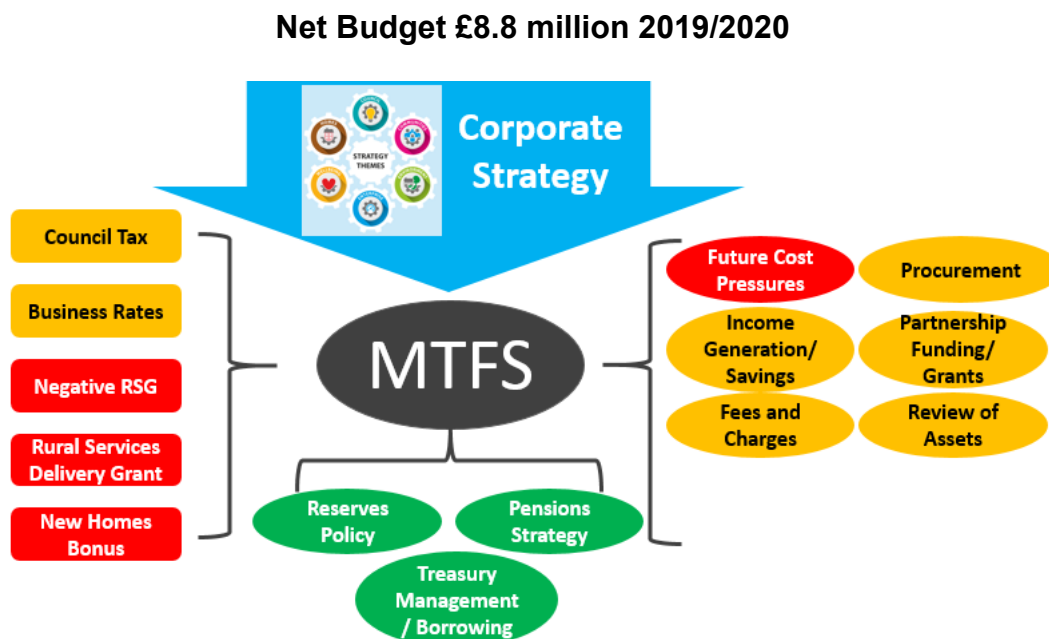 Net Budget £8.8 million 2019/2020
STRATEGY
THEMES
Corporate
Strategy
Council Tax
Business Rates
Negative RSG
Rural Services
Delivery Grant
New Homes
Bonus
MTFS
Future Cost
Pressures
Procurement
Income
Generation/
Savings
Partnership
Funding/
Grants
Fees and
Charges
Review of
Assets
Reserves
Policy
Pensions
Strategy
Treasury
Management
/ Borrowing